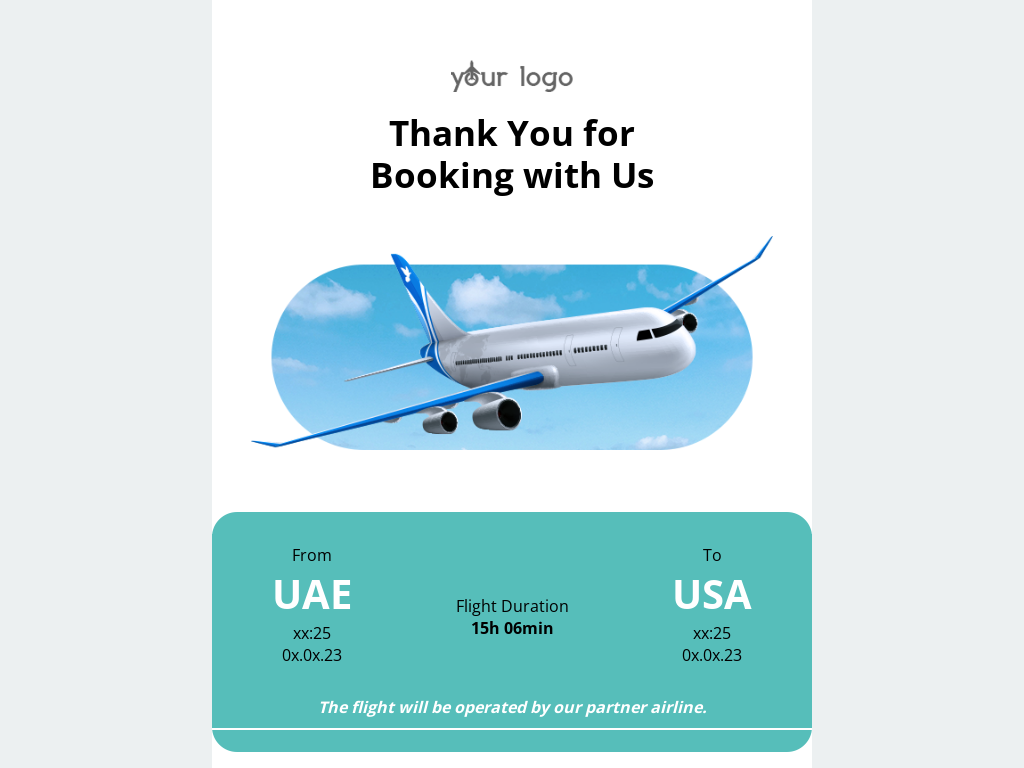 your logo
Thank You for
Booking with Us
From
UAE
xx:25
0x.0x.23
Flight Duration
15h 06min
To
USA
xx:25
0x.0x.23
The flight will be operated by our partner airline.